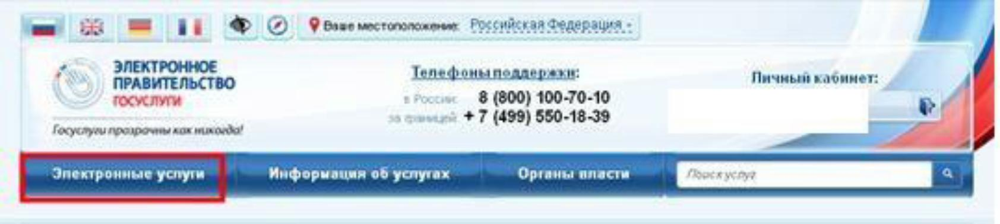 Ваше местоположение: Российская Федерация
ЭЛЕКТРОННОЕ
ПРАВИТЕЛЬСТВО
ГОСУСЛУГИ
Госуслуги прозрачны как никогда!
Телефоны поддержки:
в России: 8 (800) 100-70-10
за границей + 7 (499) 550-18-39
Личный кабинет:
Электронные услуги
Информация об услугах
Органы власти
Поиск услуг